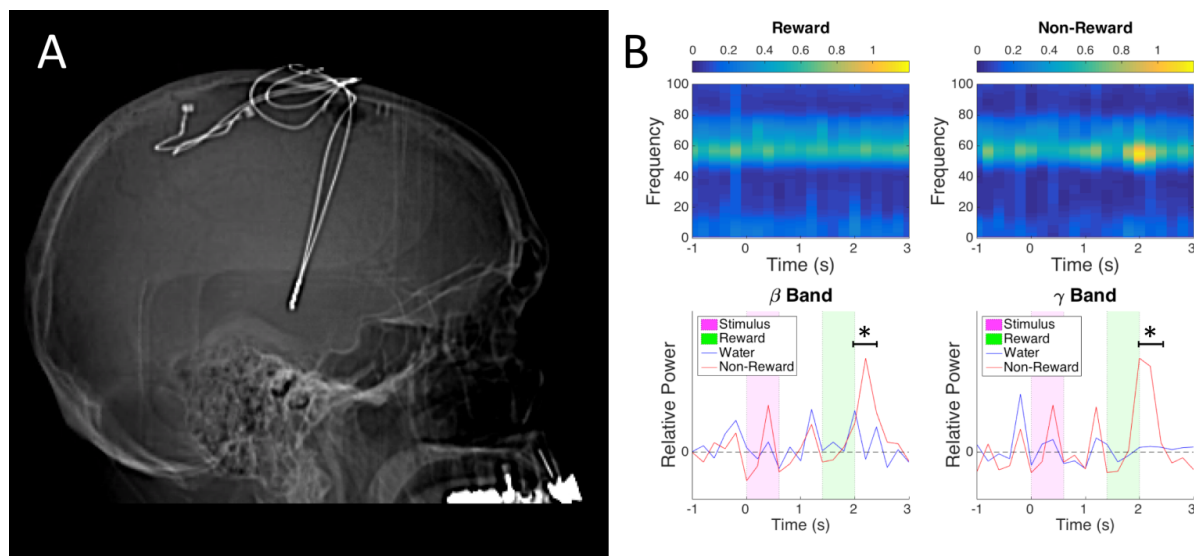 A
B
Reward
0 0.2 0.4 0.6 0.8 1
100
80
60
40
20
0
Frequency
-1 0 1 2 3
Time (s)
Non-Reward
0 0.2 0.4 0.6 0.8 1
100
80
60
40
20
0
Frequency
-1 0 1 2 3
Time (s)
β Band
Stimulus
Reward
Water
Non-Reward
*
Relative Power
0
-1 0 1 2 3
Time (s)
γ Band
Stimulus
Reward
Water
Non-Reward
*
Relative Power
0
-1 0 1 2 3
Time (s)